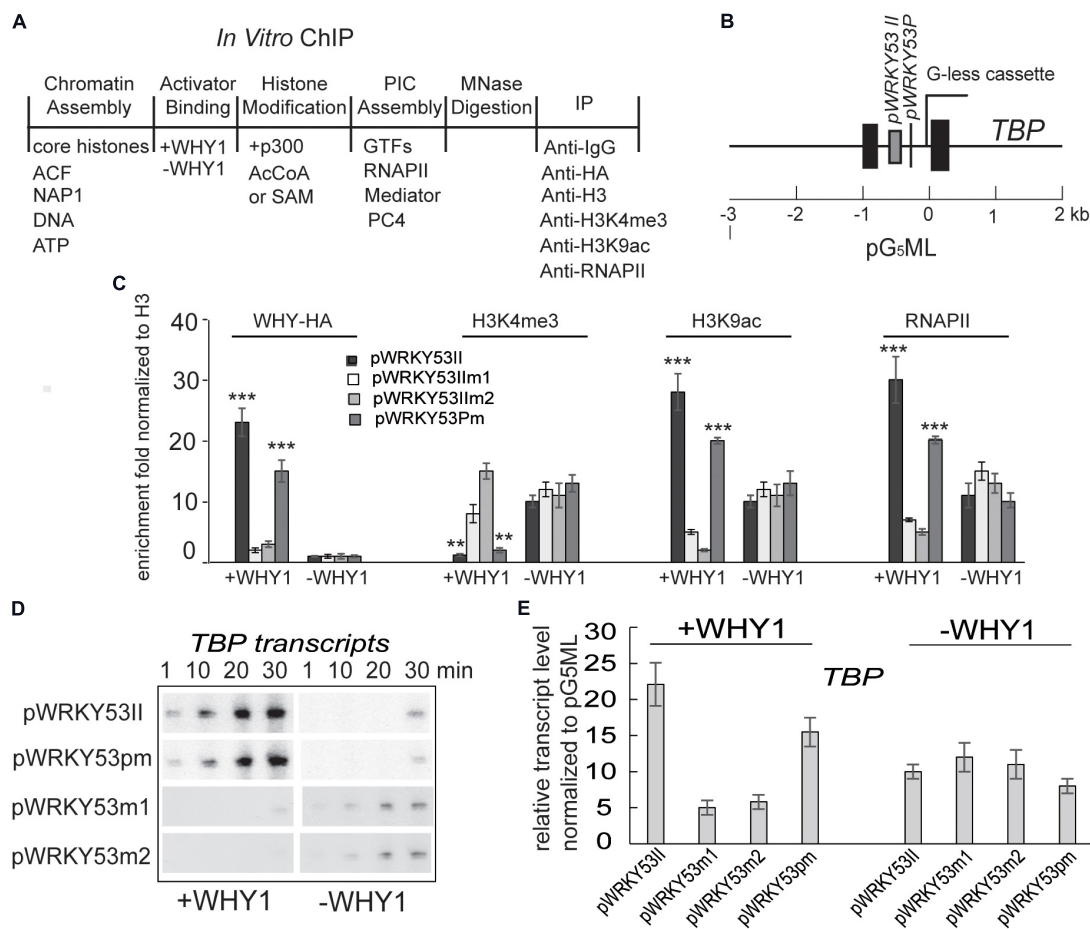 A
In Vitro ChIP
Chromatin Assembly
Activator Binding
Histone Modification
PIC Assembly
MNase Digestion
IP
core histones
ACF
NAP1
DNA
ATP
+WHY1
-WHY1
+p300
AcCoA
or SAM
GTFs
RNAPII
Mediator
PC4
Anti-IgG
Anti-HA
Anti-H3
Anti-H3K4me3
Anti-H3K9ac
Anti-RNAPII
B
pWRKY53 II
pWRKY53P
G-less cassette
TBP
-3 -2 -1 0 1 2 kb
pG5ML
C
enrichment fold normalized to H3
40
30
20
10
0
WHY-HA
H3K4me3
H3K9ac
RNAPII
pWRKY53II
pWRKY53IIm1
pWRKY53IIm2
pWRKY53Pm
*** *** ** ** *** *** *** ***
+WHY1 -WHY1 +WHY1 -WHY1 +WHY1 -WHY1 +WHY1 -WHY1
D
TBP transcripts
1 10 20 30 1 10 20 30 min
pWRKY53II
pWRKY53pm
pWRKY53m1
pWRKY53m2
+WHY1 -WHY1
E
relative transcript level
normalized to pG5ML
30
25
20
15
10
5
0
+WHY1
-WHY1
TBP
pWRKY53II
pWRKY53m1
pWRKY53m2
pWRKY53pm
pWRKY53II
pWRKY53m1
pWRKY53m2
pWRKY53pm